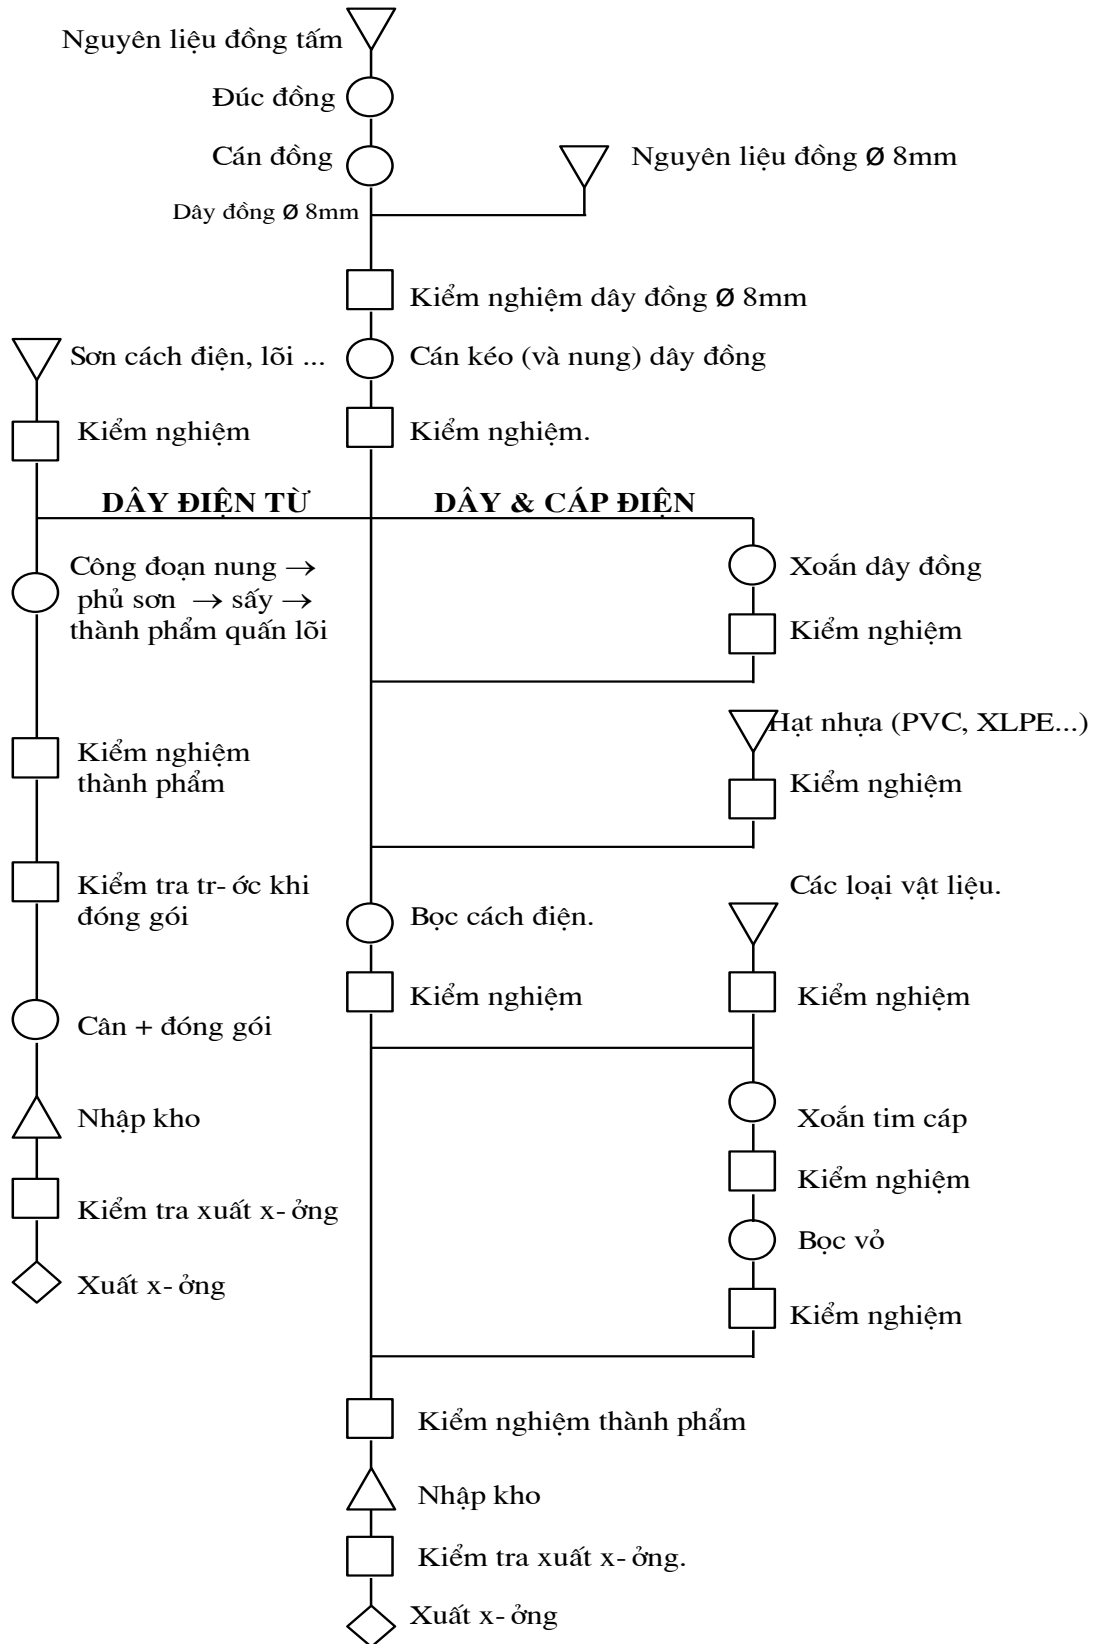 Nguyên liệu đồng tấm
Đúc đồng
Cán đồng
Nguyên liệu đồng Ø 8mm
Dây đồng Ø 8mm
Kiểm nghiệm dây đồng Ø 8mm
Sơn cách điện, lõi ...
Cán kéo (và nung) dây đồng
Kiểm nghiệm
Kiểm nghiệm.
DÂY ĐIỆN TỪ
DÂY & CÁP ĐIỆN
Công đoạn nung →
phủ sơn → sấy →
thành phẩm quấn lõi
Xoắn dây đồng
Kiểm nghiệm
Hạt nhựa (PVC, XLPE...)
Kiểm nghiệm
thành phẩm
Kiểm nghiệm
Kiểm tra tr- ớc khi
đóng gói
Các loại vật liệu.
Bọc cách điện.
Kiểm nghiệm
Kiểm nghiệm
Cân + đóng gói
Nhập kho
Xoắn tim cáp
Kiểm nghiệm
Kiểm tra xuất x- ởng
Bọc vỏ
Xuất x- ởng
Kiểm nghiệm
Kiểm nghiệm thành phẩm
Nhập kho
Kiểm tra xuất x- ởng.
Xuất x- ởng